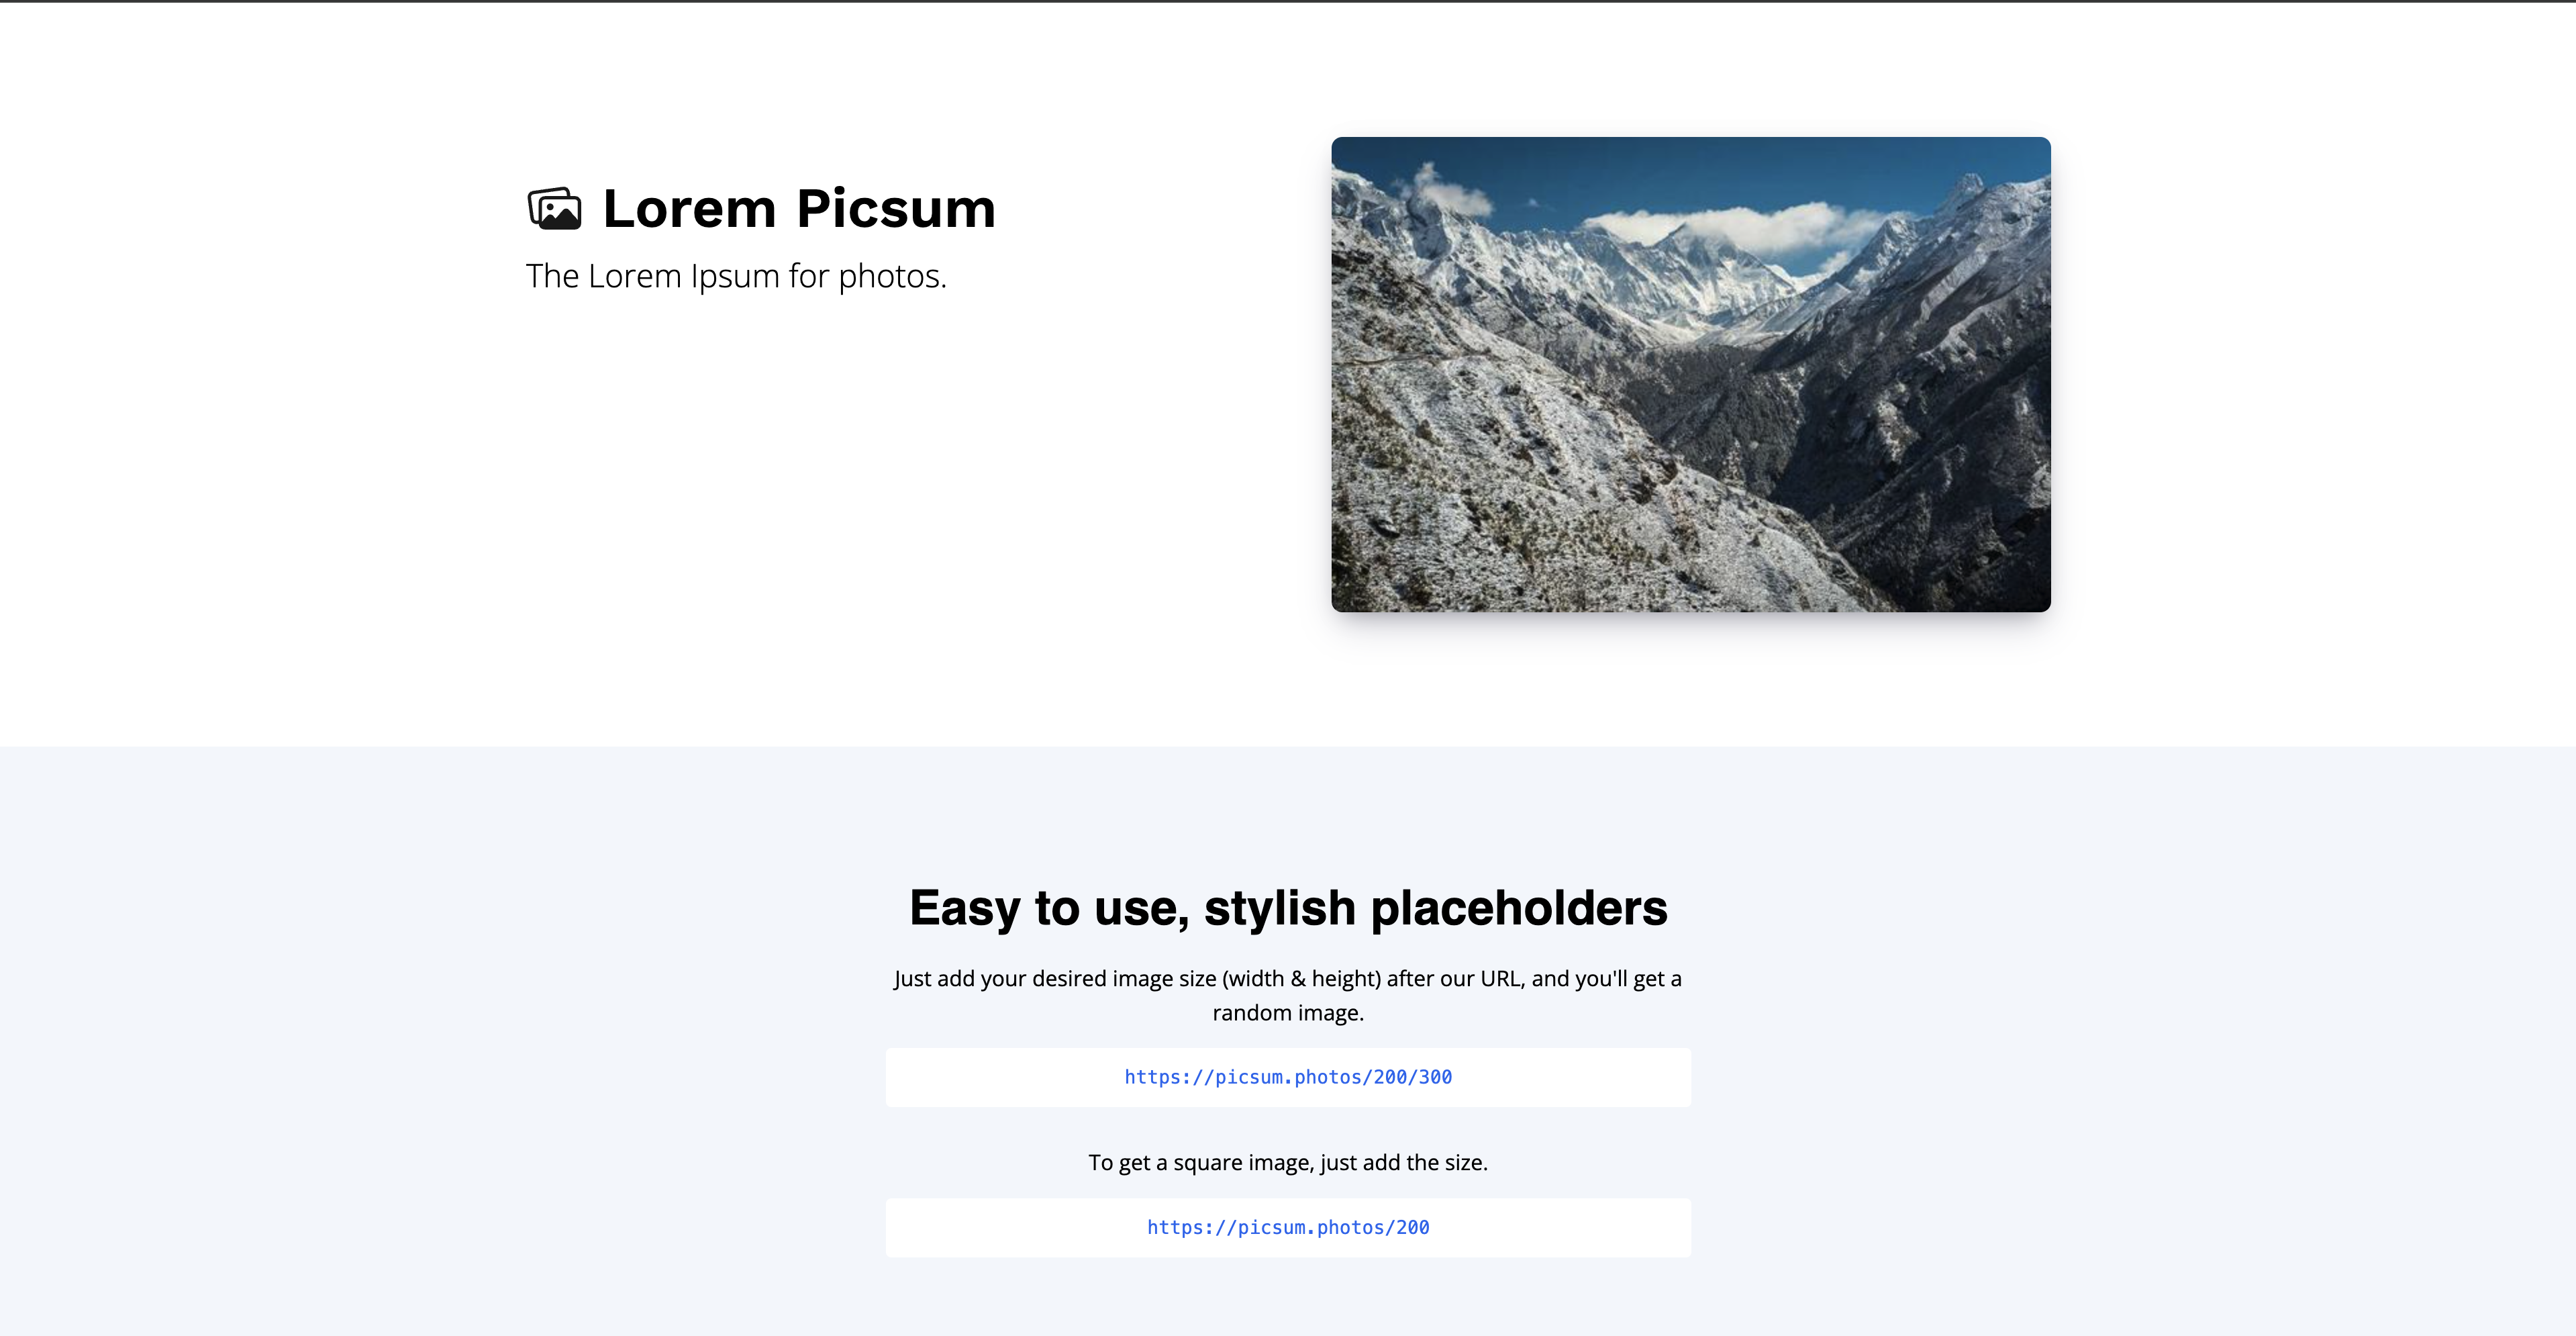 Lorem Picsum
The Lorem Ipsum for photos.
Easy to use, stylish placeholders
Just add your desired image size (width & height) after our URL, and you'll get a
random image.
https://picsum.photos/200/300
To get a square image, just add the size.
https://picsum.photos/200